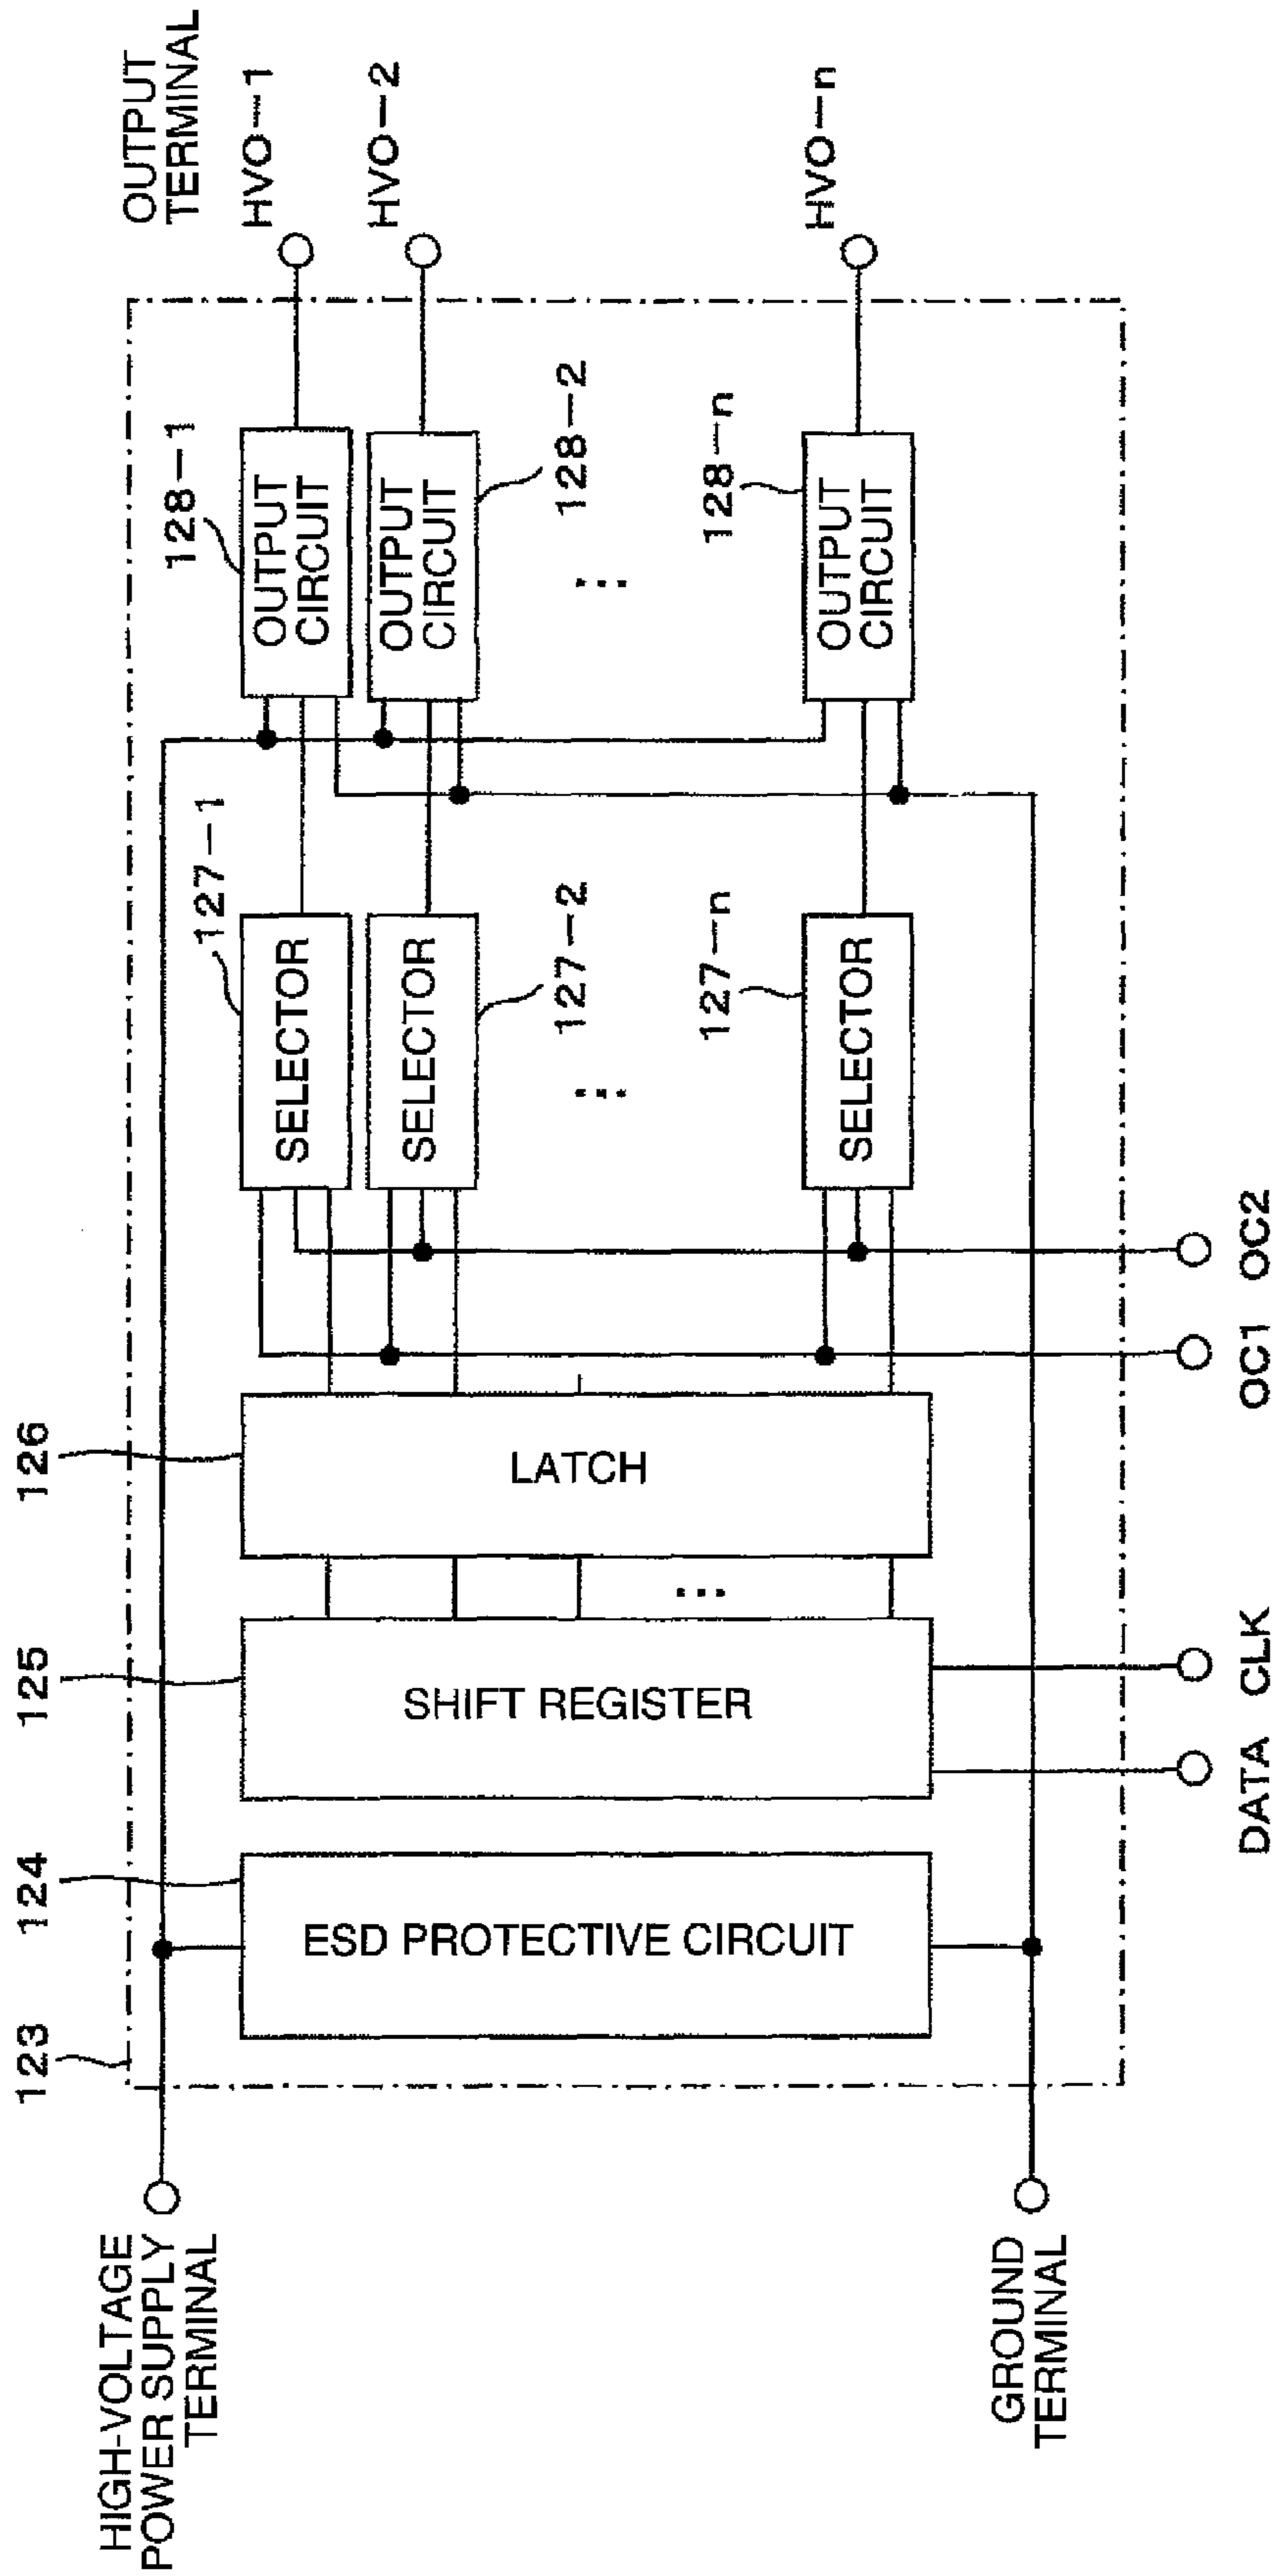 OUTPUT
TERMINAL
128-1
OUTPUT
CIRCUIT
HVO-1
127-1
SELECTOR
OUTPUT
CIRCUIT
HVO-2
128-2
SELECTOR
127-2
...
...
128-n
OUTPUT
CIRCUIT
HVO-n
127-n
SELECTOR
126
LATCH
...
125
SHIFT REGISTER
124
ESD PROTECTIVE CIRCUIT
123
HIGH-VOLTAGE
POWER SUPPLY
TERMINAL
GROUND
TERMINAL
DATA
CLK
OC1
OC2